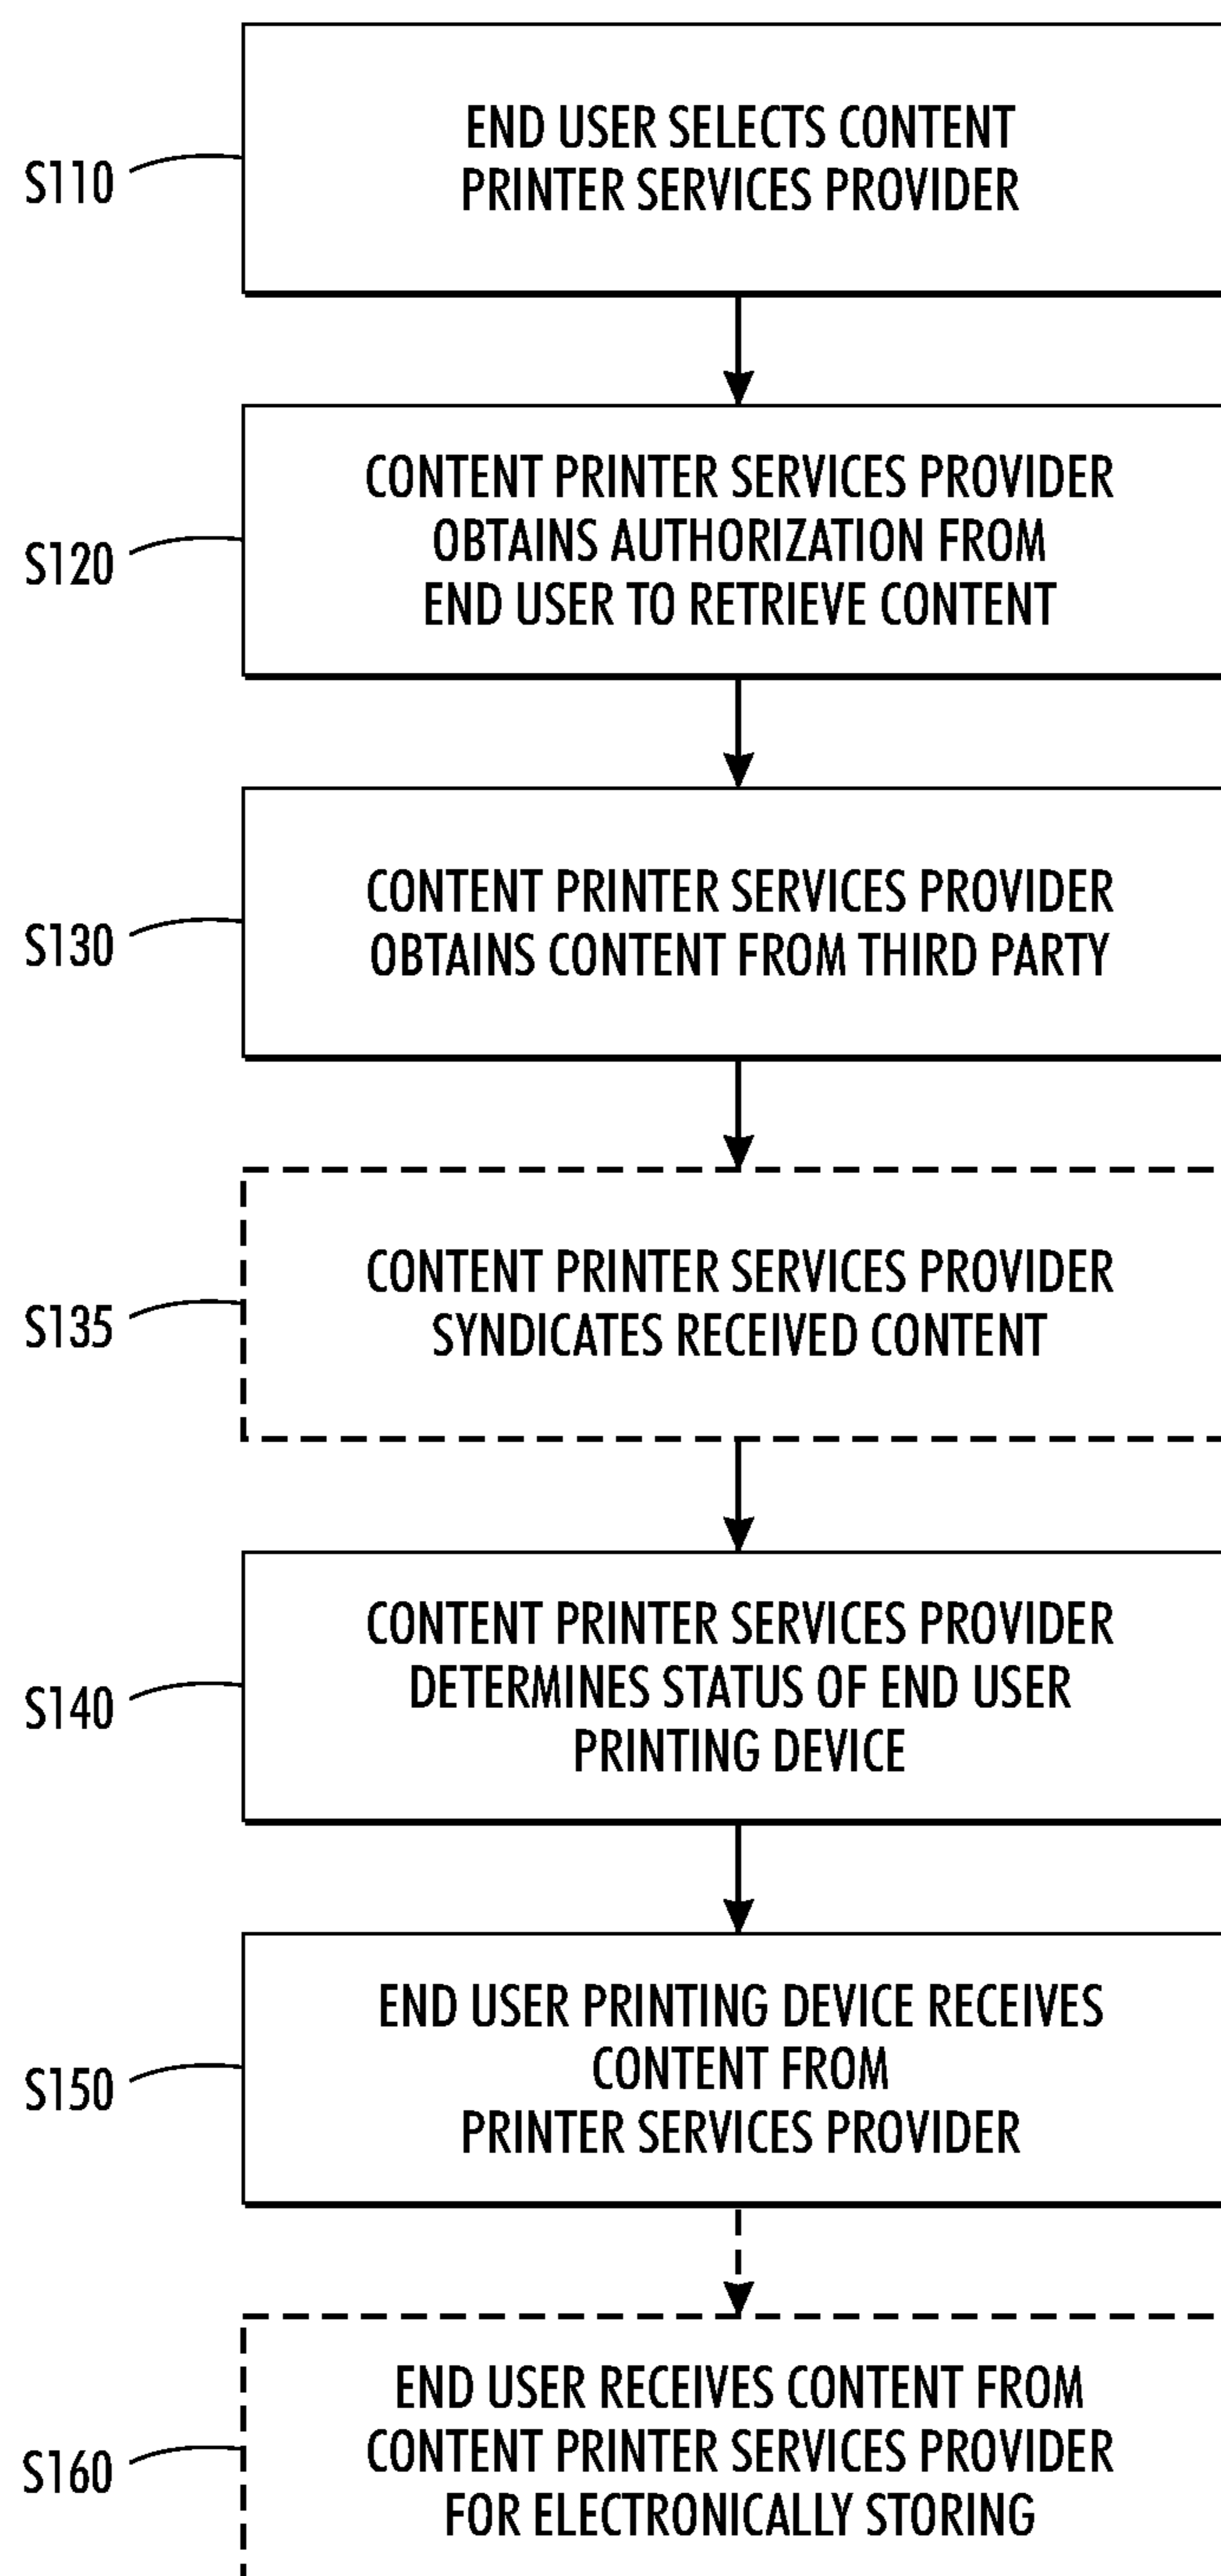 S110
END USER SELECTS CONTENT
PRINTER SERVICES PROVIDER
S120
CONTENT PRINTER SERVICES PROVIDER
OBTAINS AUTHORIZATION FROM
END USER TO RETRIEVE CONTENT
S130
CONTENT PRINTER SERVICES PROVIDER
OBTAINS CONTENT FROM THIRD PARTY
S135
CONTENT PRINTER SERVICES PROVIDER
SYNDICATES RECEIVED CONTENT
S140
CONTENT PRINTER SERVICES PROVIDER
DETERMINES STATUS OF END USER
PRINTING DEVICE
S150
END USER PRINTING DEVICE RECEIVES
CONTENT FROM
PRINTER SERVICES PROVIDER
S160
END USER RECEIVES CONTENT FROM
CONTENT PRINTER SERVICES PROVIDER
FOR ELECTRONICALLY STORING